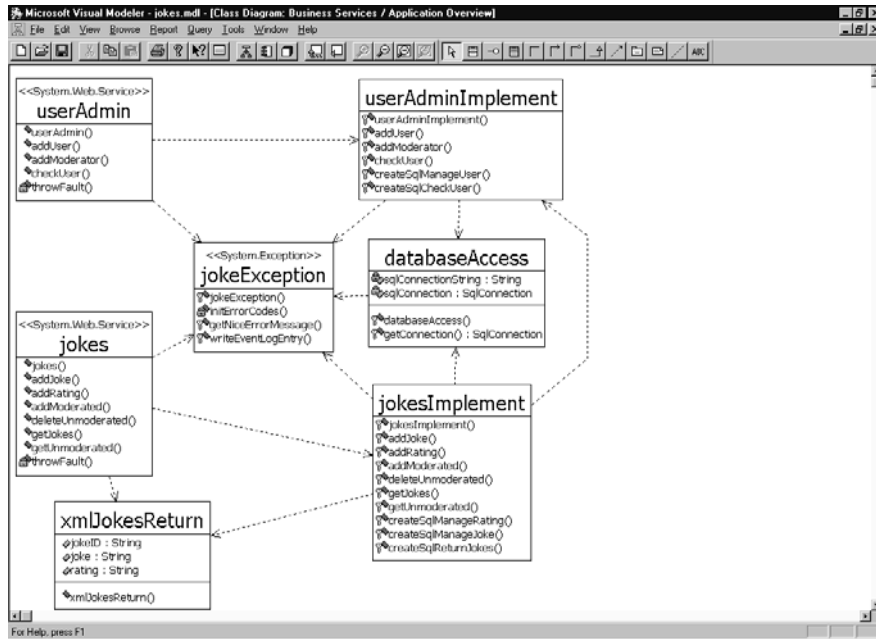 Microsoft Visual Modeler - jokes.mdl - [Class Diagram: Business Services / Application Overview]
File Edit View Browse Report Query Tools Window Help
ABC
<<System.Web.Service>>
userAdmin
userAdmin()
addUser()
addModerator()
checkUser()
throwFault()
userAdminImplement
userAdminImplement()
addUser()
addModerator()
checkUser()
createSqlManageUser()
createSqlCheckUser()
<<System.Exception>>
jokeException
jokeException()
initErrorCodes()
getNiceErrorMessage()
writeEventLogEntry()
databaseAccess
sqlConnectionString : String
sqlConnection : SqlConnection
databaseAccess()
getConnection() : SqlConnection
<<System.Web.Service>>
jokes
jokes()
addJoke()
addRating()
addModerated()
deleteUnmoderated()
getJokes()
getUnmoderated()
throwFault()
jokesImplement
jokesImplement()
addJoke()
addRating()
addModerated()
deleteUnmoderated()
getJokes()
getUnmoderated()
createSqlManageRating()
createSqlManageJoke()
createSqlReturnJokes()
xmlJokesReturn
jokeID : String
joke : String
rating : String
xmlJokesReturn()
For Help, press F1